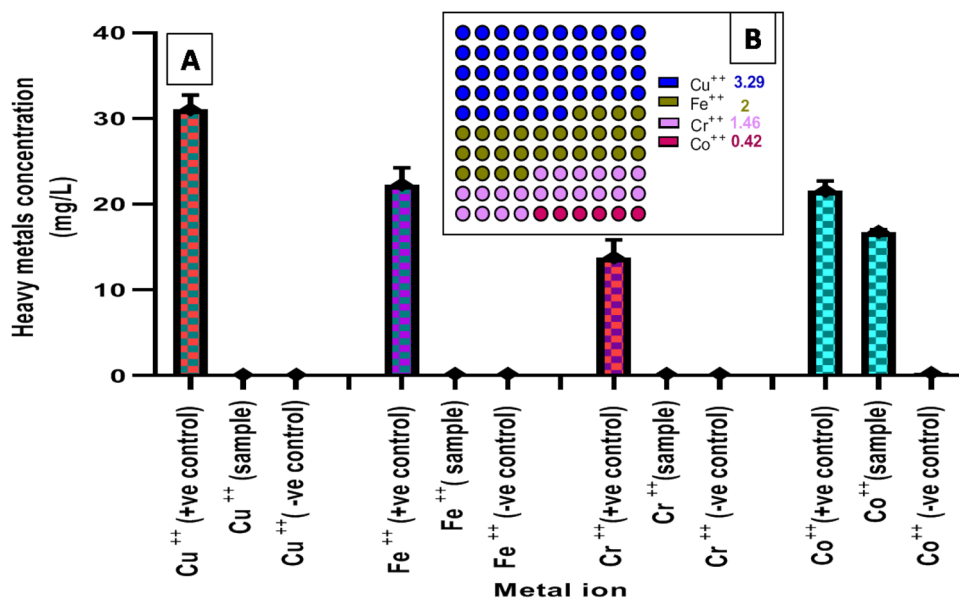 A
B
Cu++ 3.29
Fe++ 2
Cr++ 1.46
Co++ 0.42
Heavy metals concentration
(mg/L)
40
30
20
10
0
Cu ++ (+ve control)
Cu ++ (sample)
Cu ++ ( -ve control)
Fe ++ (+ve control)
Fe ++ ( sample)
Fe ++ (-ve control)
Cr ++ (+ve control)
Cr ++ (sample)
Cr ++ (-ve control)
Co ++ (+ve control)
Co ++ (sample)
Co ++ (-ve control)
Metal ion